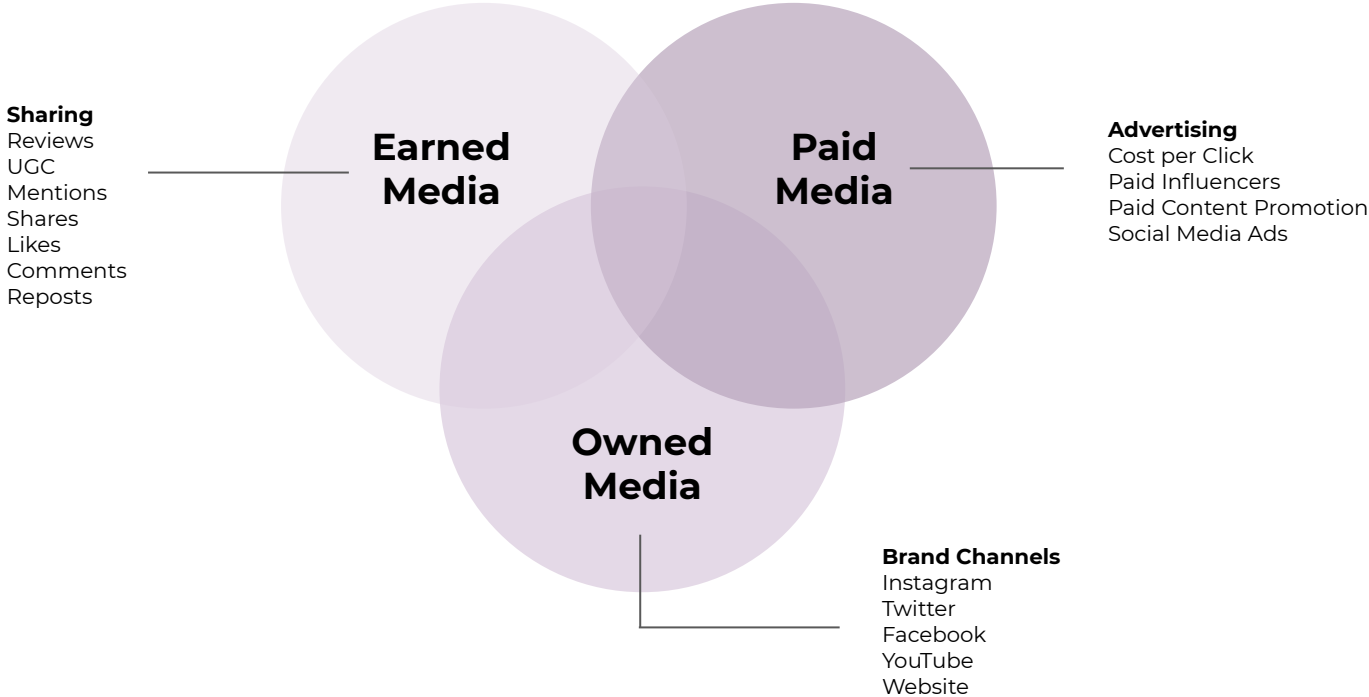 Earned
Media
Paid
Media
Owned
Media
Sharing
Reviews
UGC
Mentions
Shares
Likes
Comments
Reposts
Advertising
Cost per Click
Paid Influencers
Paid Content Promotion
Social Media Ads
Brand Channels
Instagram
Twitter
Facebook
YouTube
Website